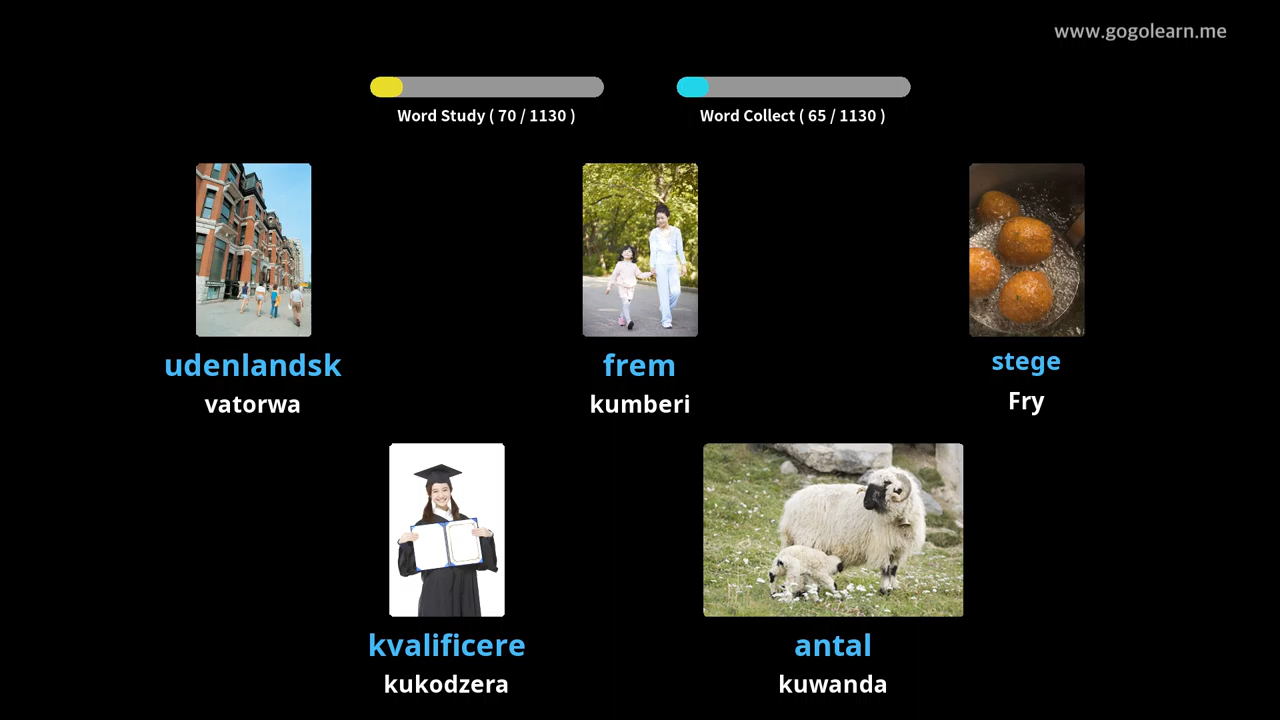 www.gogolearn.me
Word Study ( 70 / 1130 )
Word Collect ( 65 / 1130 )
udenlandsk
vatorwa
frem
kumberi
stege
Fry
kvalificere
kukodzera
antal
kuwanda